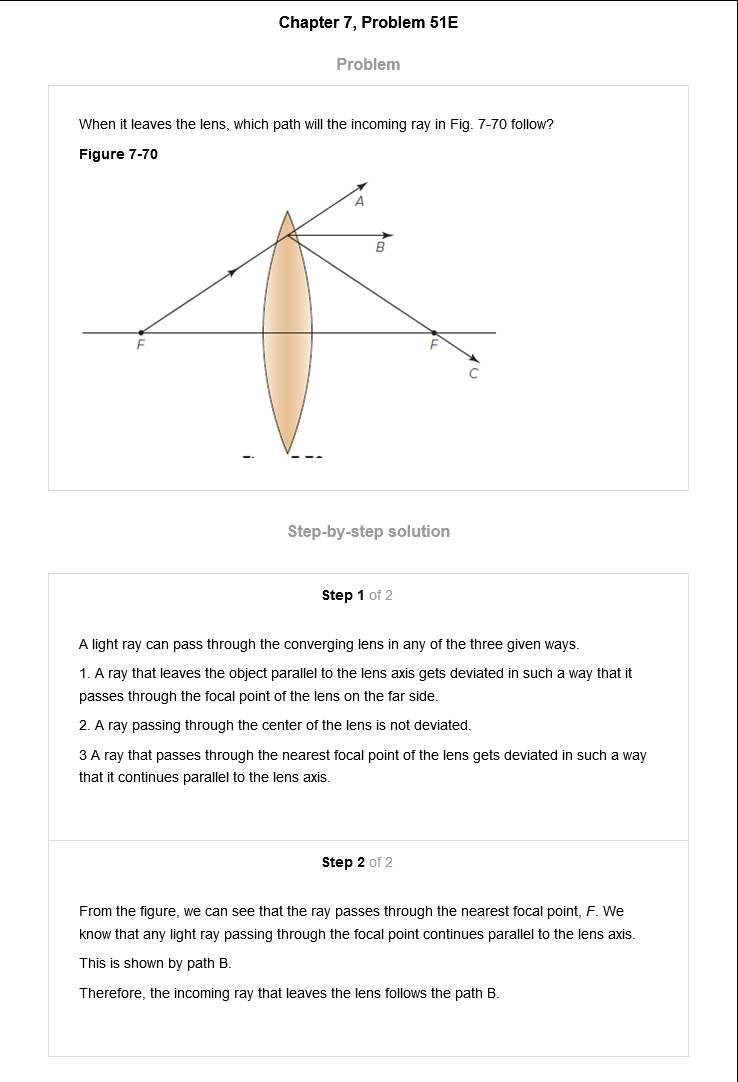 Chapter 7, Problem 51E
Problem
When it leaves the lens, which path will the incoming ray in Fig. 7-70 follow?
Figure 7-70
A
B
F
F
C
Step-by-step solution
Step 1 of 2
A light ray can pass through the converging lens in any of the three given ways.
1. A ray that leaves the object parallel to the lens axis gets deviated in such a way that it
passes through the focal point of the lens on the far side.
2. A ray passing through the center of the lens is not deviated.
3 A ray that passes through the nearest focal point of the lens gets deviated in such a way
that it continues parallel to the lens axis.
Step 2 of 2
From the figure, we can see that the ray passes through the nearest focal point, F. We
know that any light ray passing through the focal point continues parallel to the lens axis.
This is shown by path B.
Therefore, the incoming ray that leaves the lens follows the path B.